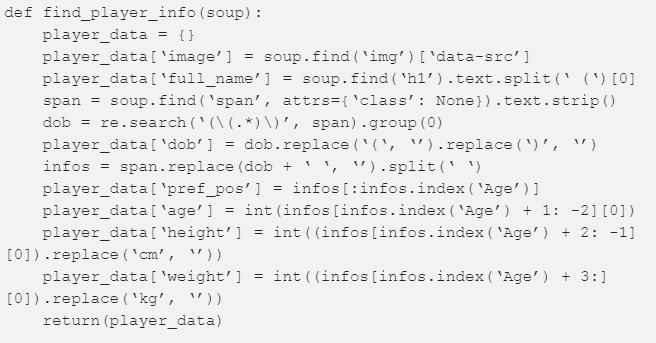 def find_player_info(soup):
    player_data = {}
    player_data[‘image’] = soup.find(‘img’)[‘data-src’]
    player_data[‘full_name’] = soup.find(‘h1’).text.split(‘ (‘)[0]
    span = soup.find(‘span’, attrs={‘class’: None}).text.strip()
    dob = re.search(‘(\(.*)\)’, span).group(0)
    player_data[‘dob’] = dob.replace(‘(‘, ‘’).replace(‘)’, ‘’)
    infos = span.replace(dob + ‘ ‘, ‘’).split(‘ ‘)
    player_data[‘pref_pos’] = infos[:infos.index(‘Age’)]
    player_data[‘age’] = int(infos[infos.index(‘Age’) + 1: -2][0])
    player_data[‘height’] = int((infos[infos.index(‘Age’) + 2: -1]
[0]).replace(‘cm’, ‘’))
    player_data[‘weight’] = int((infos[infos.index(‘Age’) + 3:]
[0]).replace(‘kg’, ‘’))
    return(player_data)